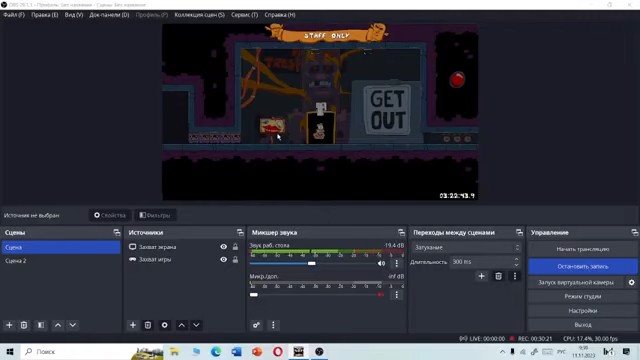 Файл (F)
Правка (E)
Вид (V)
Док-панели (D)
Профиль (P)
Коллекция сцен (S)
Сервис (T)
Справка (H)
STAFF ONLY
GET
OUT
03:22:43.9
Источник не выбран
Свойства
Фильтры
Сцены
Сцена
Сцена 2
Источники
Захват экрана
Захват игры
Микшер звука
Звук раб. стола
-19.4 dB
Микр./доп.
-inf dB
Переходы между сценами
Затухание
Длительность
300 ms
Управление
Начать трансляцию
Остановить запись
Запуск виртуальной камеры
Режим студии
Настройки
Выход
LIVE: 00:00:00
REC: 00:30:21
CPU: 17.4%, 30.00 fps
Поиск
РУС